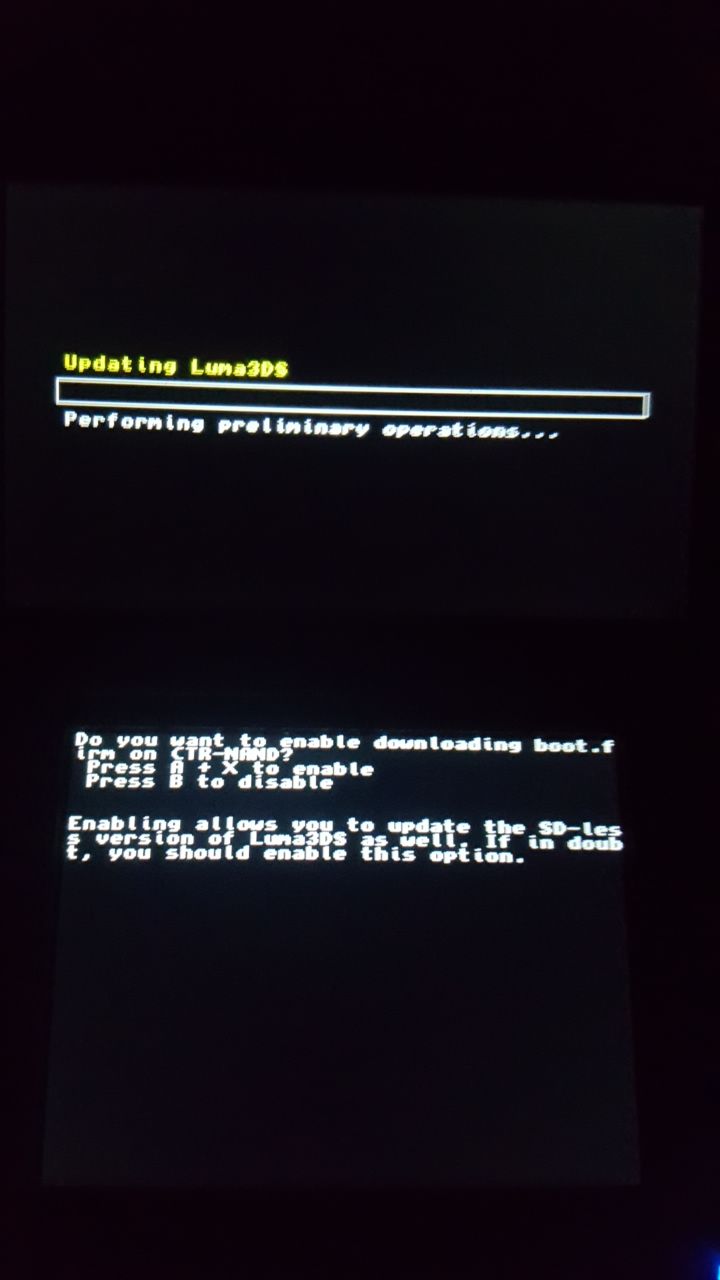 Updating Luma3DS
Performing preliminary operations...
Do you want to enable downloading boot.f
irm on CTR-NAND?
Press A + X to enable
Press B to disable
Enabling allows you to update the SD-les
s version of Luma3DS as well. If in doub
t, you should enable this option.